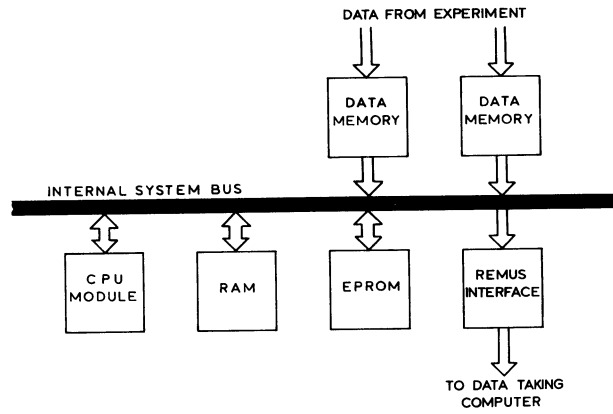 DATA FROM EXPERIMENT
DATA
MEMORY
DATA
MEMORY
INTERNAL SYSTEM BUS
CPU
MODULE
RAM
EPROM
REMUS
INTERFACE
TO DATA TAKING
COMPUTER